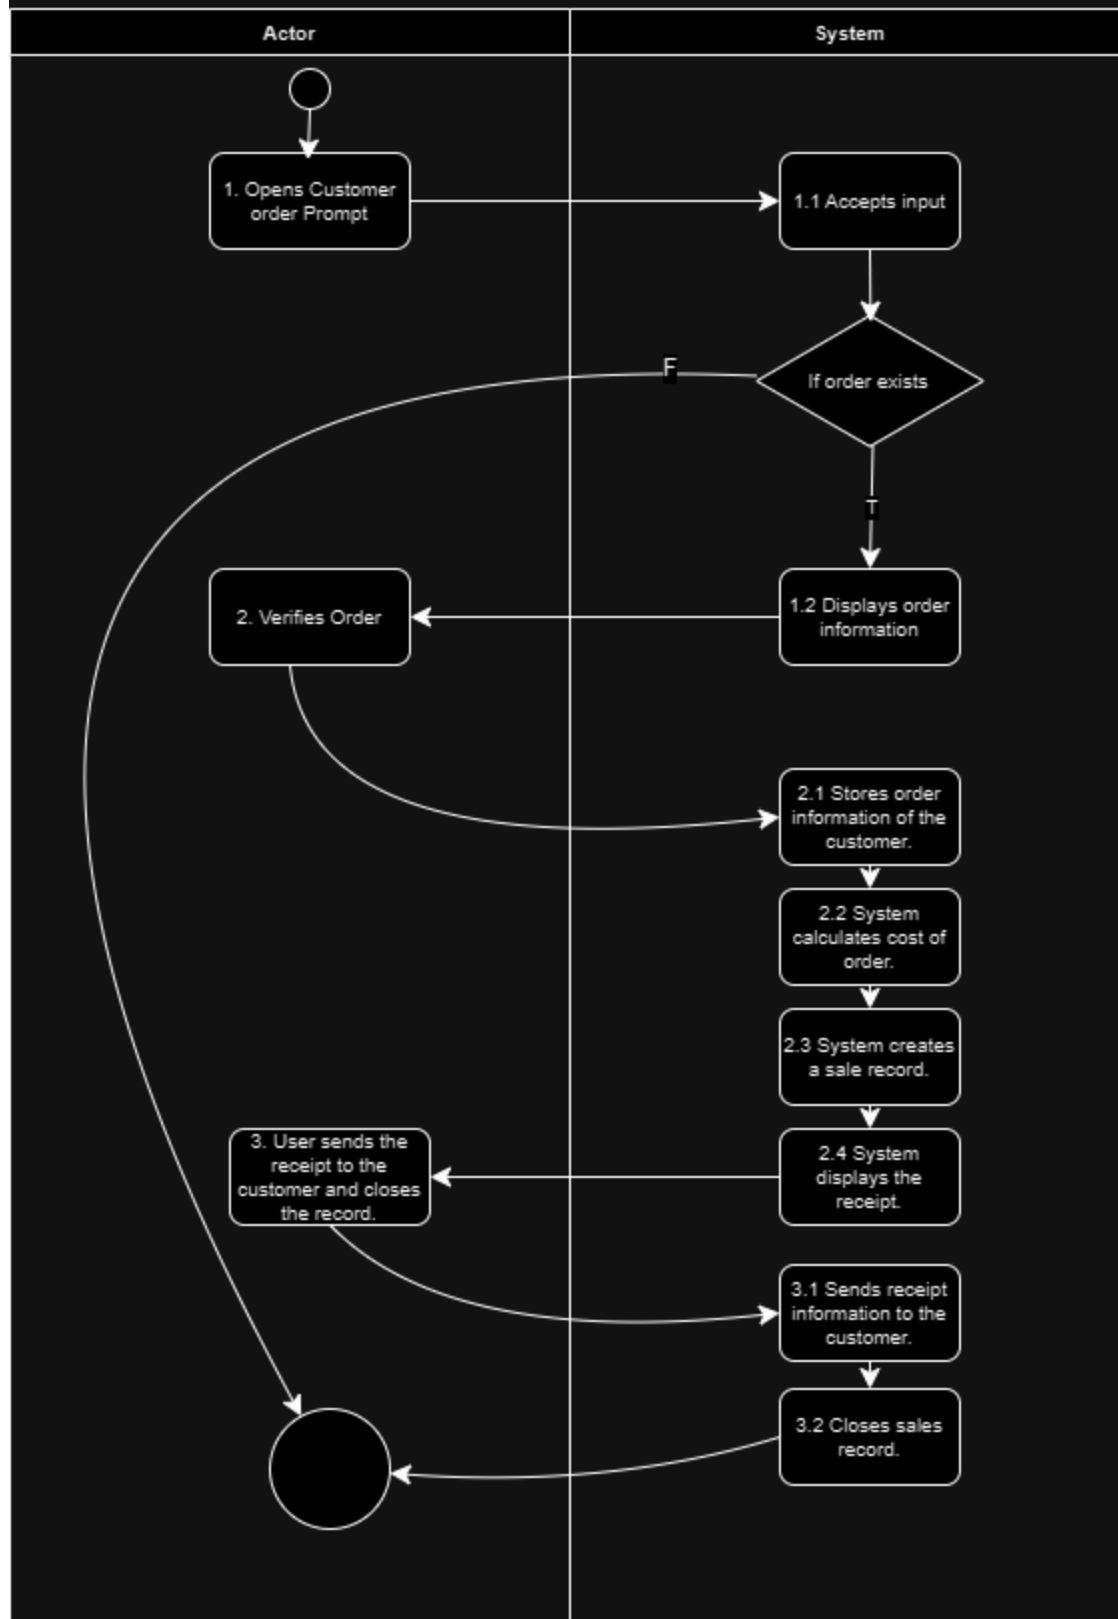 Actor
System
1. Opens Customer
order Prompt
1.1 Accepts input
F
If order exists
T
2. Verifies Order
1.2 Displays order
information
2.1 Stores order
information of the
customer.
2.2 System
calculates cost of
order.
2.3 System creates
a sale record.
3. User sends the
receipt to the
customer and closes
the record.
2.4 System
displays the
receipt.
3.1 Sends receipt
information to the
customer.
3.2 Closes sales
record.